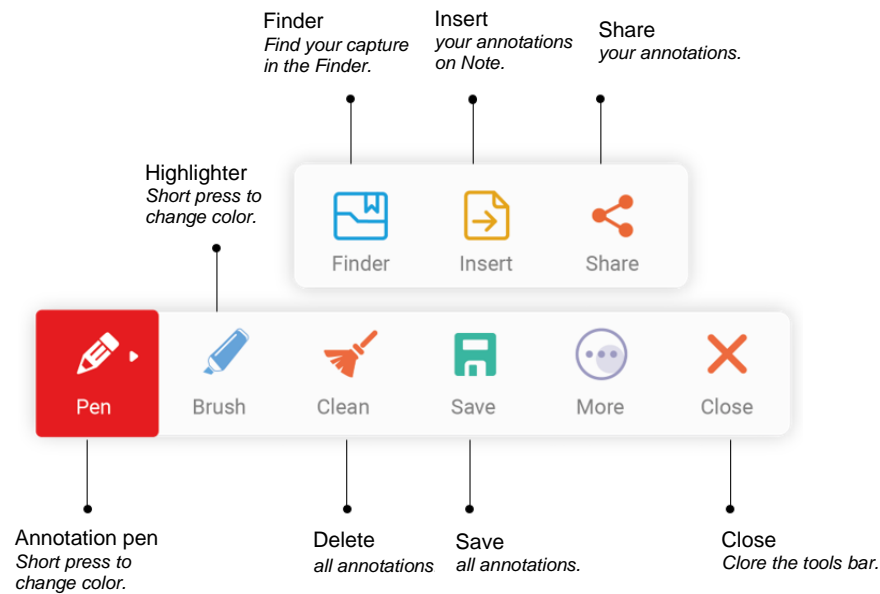 Finder
Find your capture
in the Finder.
Insert
your annotations
on Note.
Share
your annotations.
Highlighter
Short press to
change color.
Finder
Insert
Share
Pen
Brush
Clean
Save
More
Close
Annotation pen
Short press to
change color.
Delete
all annotations
Save
all annotations.
Close
Clore the tools bar.